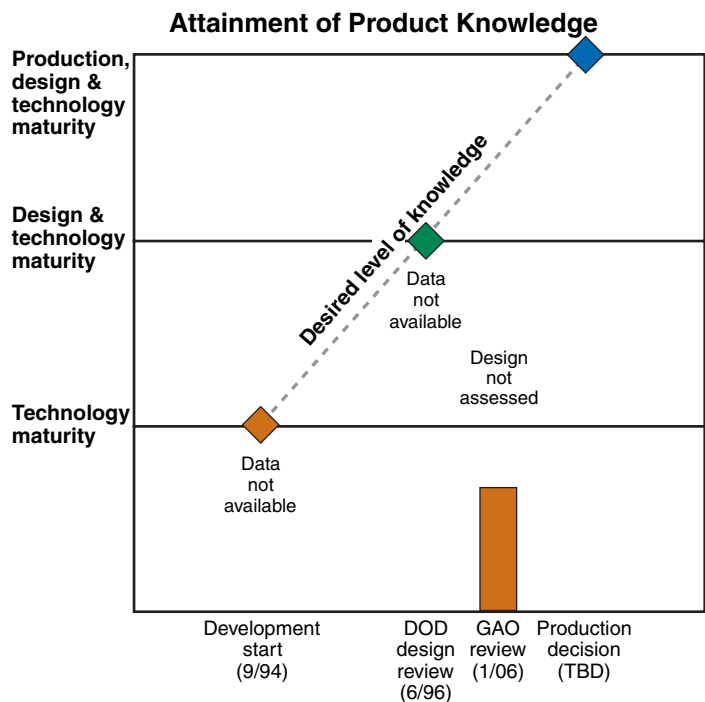 Attainment of Product Knowledge
Production,
design &
technology
maturity
Design &
technology
maturity
Technology
maturity
Desired level of knowledge
Data
not
available
Design
not
assessed
Data
not
available
Development
start
(9/94)
DOD
design
review
(6/96)
GAO
review
(1/06)
Production
decision
(TBD)